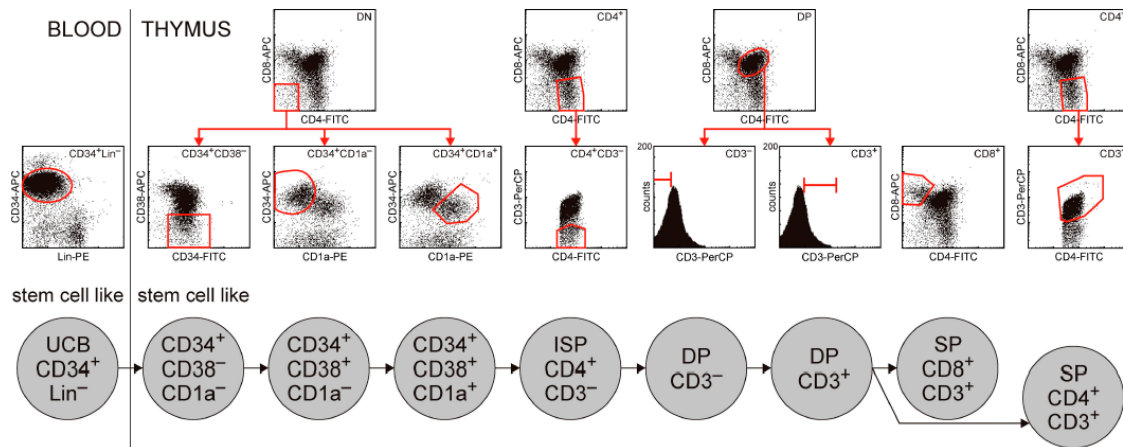 BLOOD
THYMUS
DN
CD8-APC
CD4-FITC
CD4⁺
CD8-APC
CD4-FITC
DP
CD8-APC
CD4-FITC
CD8-APC
CD4-FITC
CD34⁺Lin⁻
CD34-APC
Lin-PE
CD34⁺CD38⁻
CD38-APC
CD34-FITC
CD34⁺CD1a⁻
CD34-APC
CD1a-PE
CD34⁺CD1a⁺
CD34-APC
CD1a-PE
CD4⁺CD3⁻
CD3-PerCP
CD4-FITC
200
CD3⁻
counts
0
CD3-PerCP
200
CD3⁺
counts
0
CD3-PerCP
CD8⁺
CD8-APC
CD4-FITC
CD3-PerCP
CD4-FITC
stem cell like
stem cell like
UCB
CD34⁺
Lin⁻
CD34⁺
CD38⁻
CD1a⁻
CD34⁺
CD38⁺
CD1a⁻
CD34⁺
CD38⁺
CD1a⁺
ISP
CD4⁺
CD3⁻
DP
CD3⁻
DP
CD3⁺
SP
CD8⁺
CD3⁺
SP
CD4⁺
CD3⁺